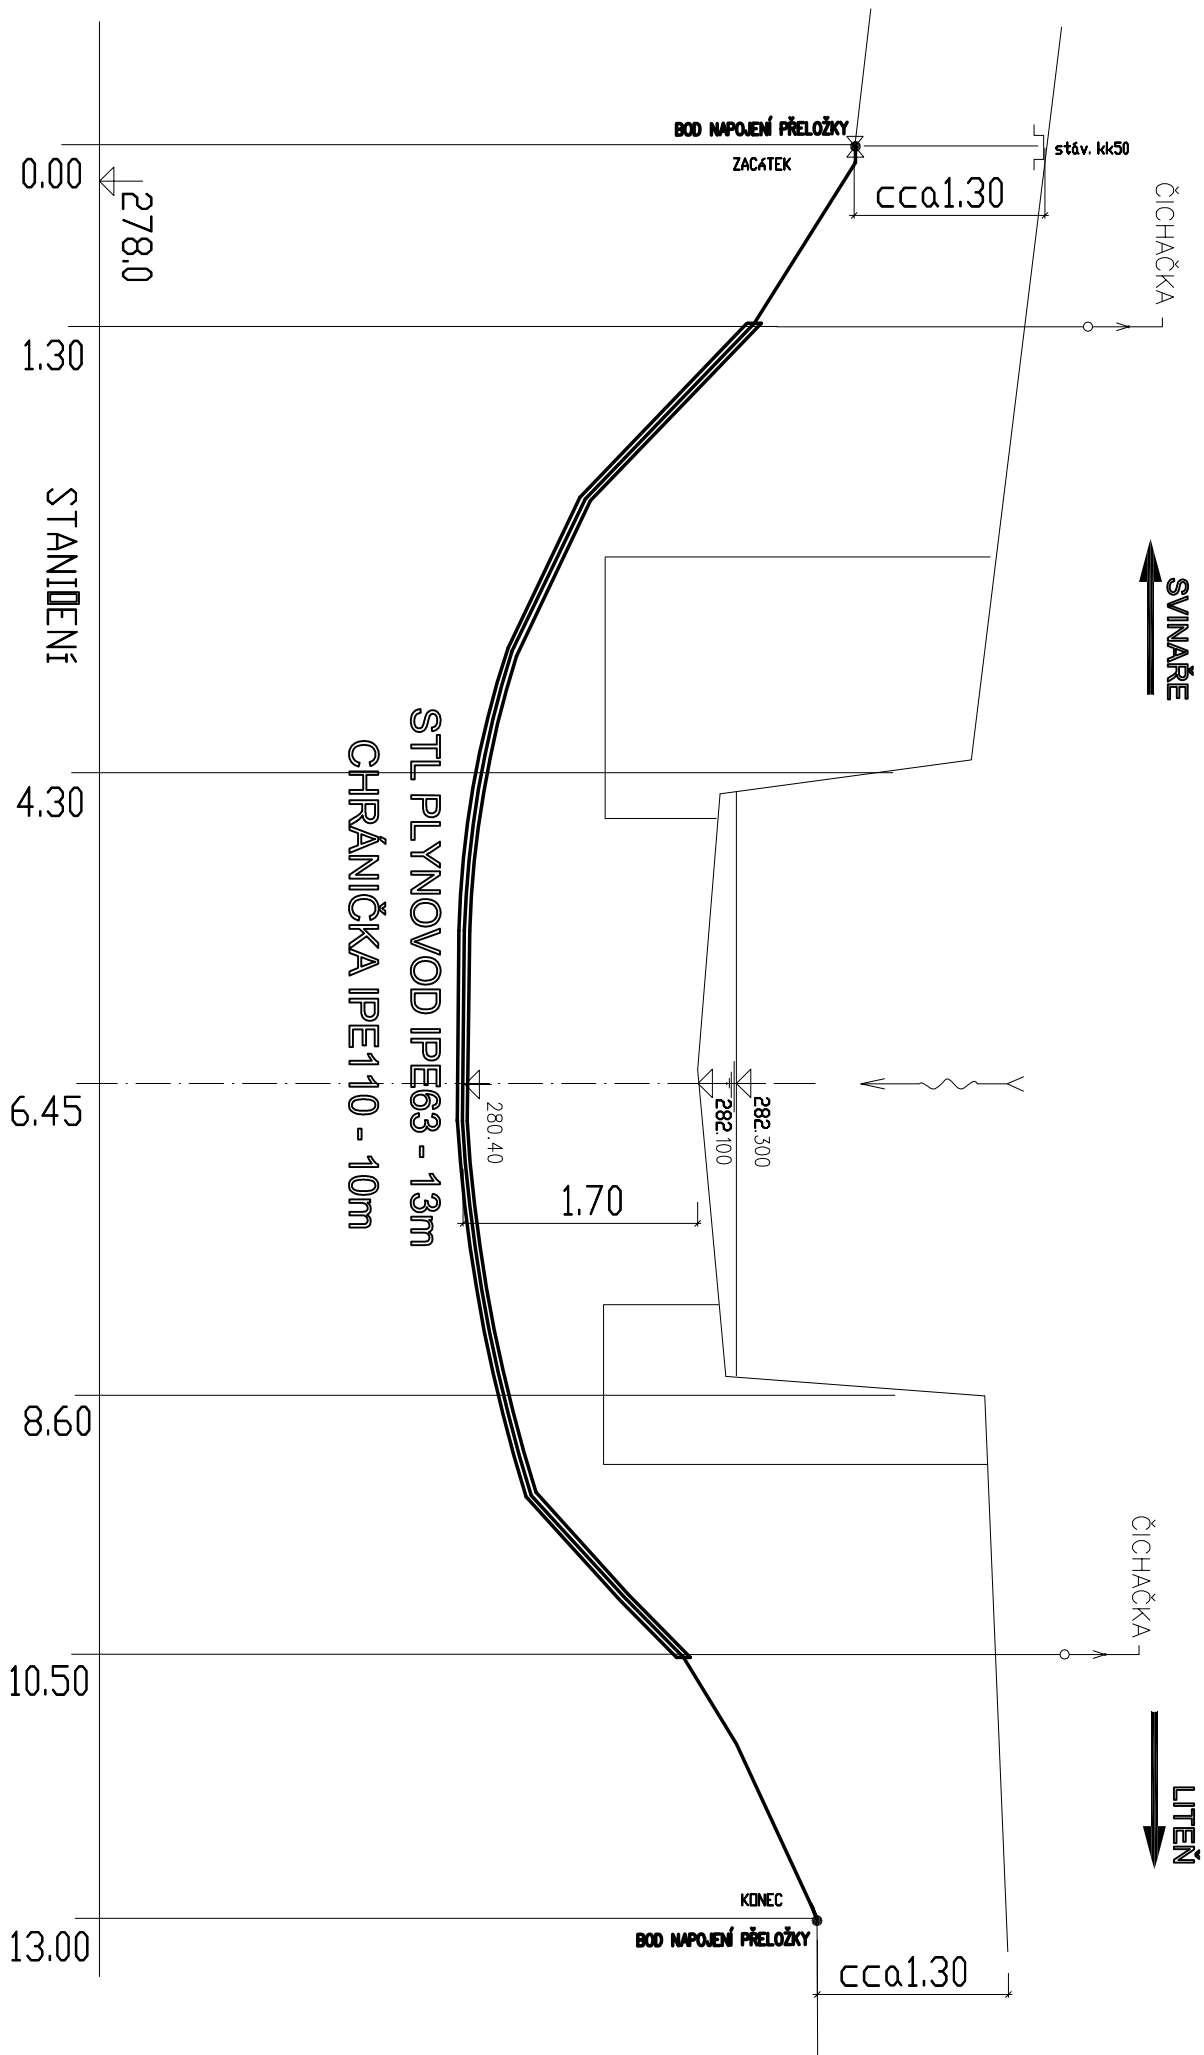 BOD NAPOJENÍ PŘELOŽKY
ZAČÁTEK
stáv. kk50
cca1.30
ČICHAČKA
0.00
278.0
1.30
SVINAŘE
4.30
STL PLYNOVOD IPE63 - 13m
CHRÁNIČKA IPE110 - 10m
6.45
280.40
282.100
282.300
1.70
8.60
ČICHAČKA
10.50
LITEŇ
KONEC
BOD NAPOJENÍ PŘELOŽKY
13.00
cca1.30